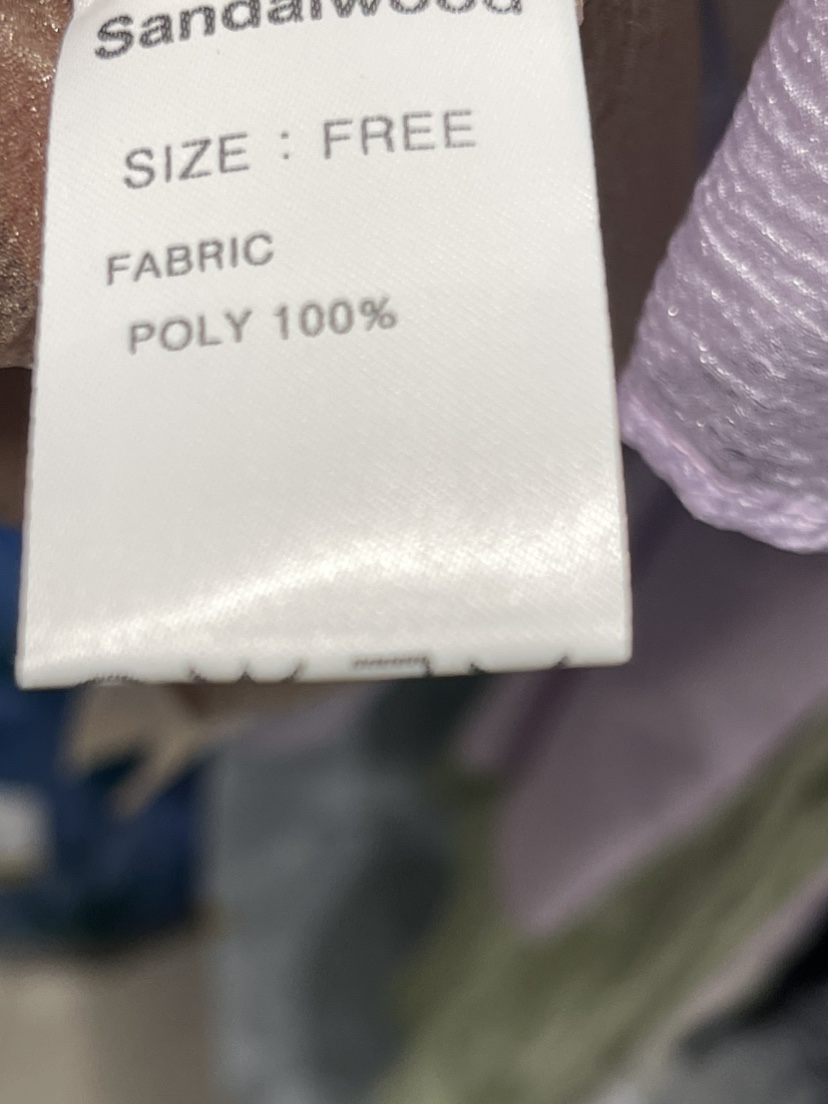 Sandalwood
SIZE : FREE
FABRIC
POLY 100%